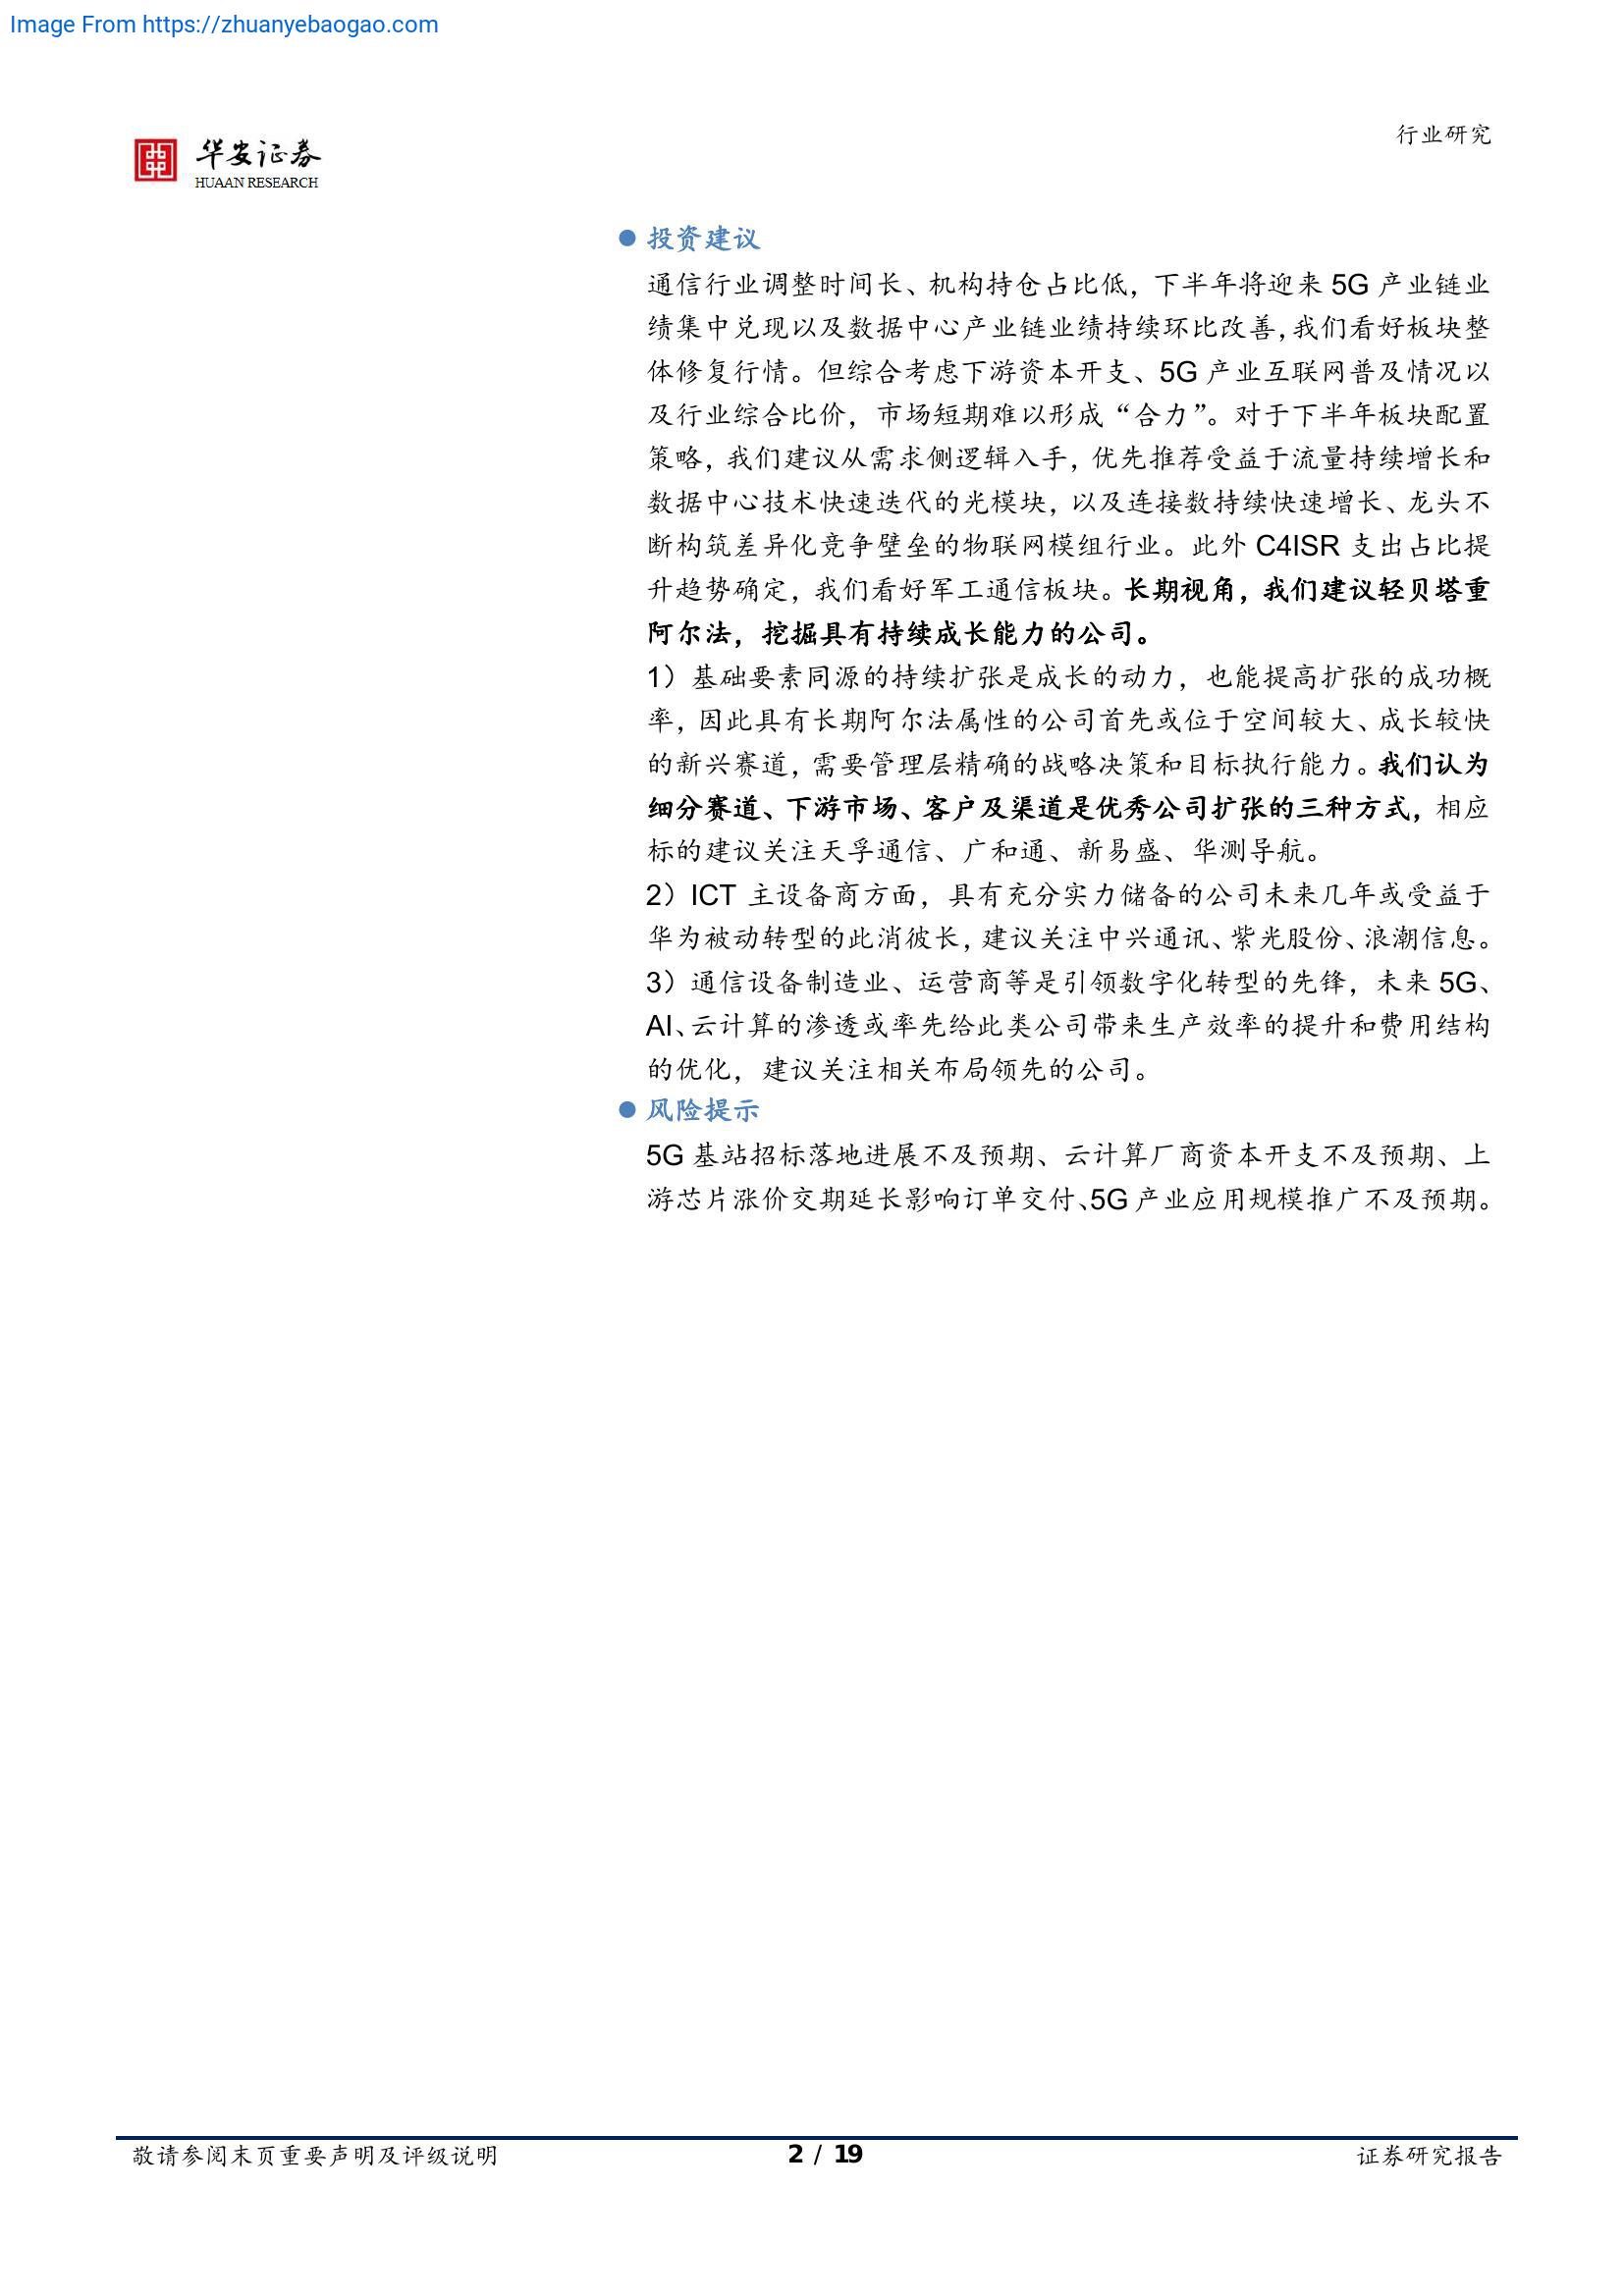 Image From https://zhuanyebaogao.com
行业研究
华安证券
HUAAN RESEARCH
投资建议
通信行业调整时间长、机构持仓占比低，下半年将迎来 5G 产业链业
绩集中兑现以及数据中心产业链业绩持续环比改善，我们看好板块整
体修复行情。但综合考虑下游资本开支、5G 产业互联网普及情况以
及行业综合比价，市场短期难以形成“合力”。对于下半年板块配置
策略，我们建议从需求侧逻辑入手，优先推荐受益于流量持续增长和
数据中心技术快速迭代的光模块，以及连接数持续快速增长、龙头不
断构筑差异化竞争壁垒的物联网模组行业。此外 C4ISR 支出占比提
升趋势确定，我们看好军工通信板块。长期视角，我们建议轻贝塔重
阿尔法，挖掘具有持续成长能力的公司。
1）基础要素同源的持续扩张是成长的动力，也能提高扩张的成功概
率，因此具有长期阿尔法属性的公司首先或位于空间较大、成长较快
的新兴赛道，需要管理层精确的战略决策和目标执行能力。我们认为
细分赛道、下游市场、客户及渠道是优秀公司扩张的三种方式，相应
标的建议关注天孚通信、广和通、新易盛、华测导航。
2）ICT 主设备商方面，具有充分实力储备的公司未来几年或受益于
华为被动转型的此消彼长，建议关注中兴通讯、紫光股份、浪潮信息。
3）通信设备制造业、运营商等是引领数字化转型的先锋，未来 5G、
AI、云计算的渗透或率先给此类公司带来生产效率的提升和费用结构
的优化，建议关注相关布局领先的公司。
风险提示
5G 基站招标落地进展不及预期、云计算厂商资本开支不及预期、上
游芯片涨价交期延长影响订单交付、5G 产业应用规模推广不及预期。
敬请参阅末页重要声明及评级说明
2 / 19
证券研究报告